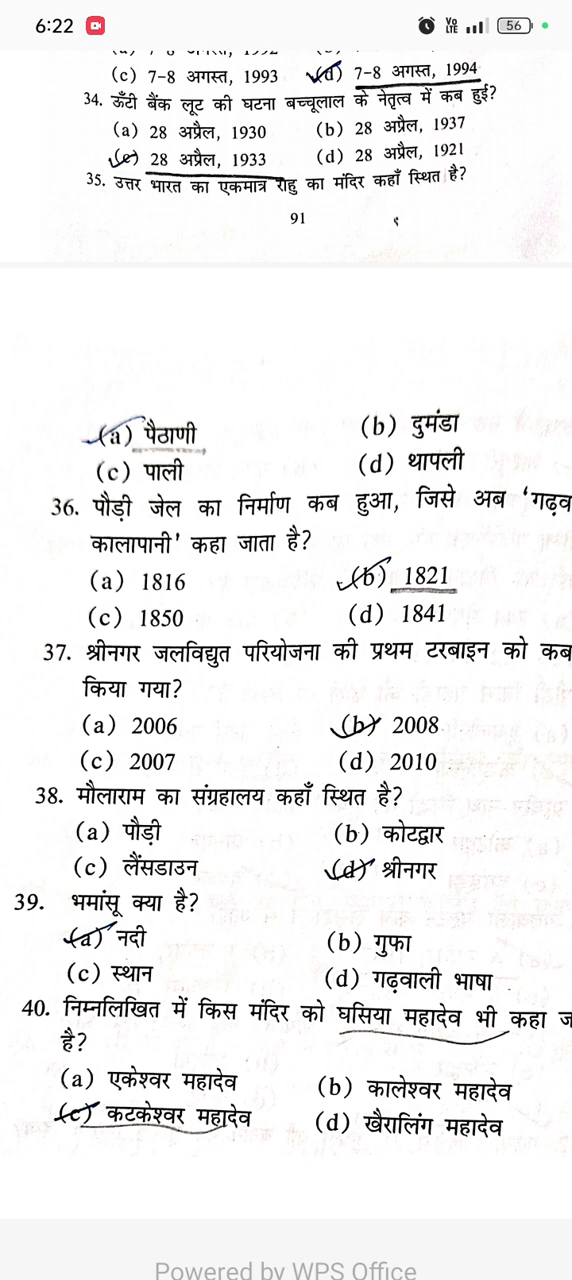 6:22
Vo
LTE
56
(c) 7-8 अगस्त, 1993 (d) 7-8 अगस्त, 1994
34. ऊँटी बैंक लूट की घटना बच्चूलाल के नेतृत्व में कब हुई?
(a) 28 अप्रैल, 1930 (b) 28 अप्रैल, 1937
(c) 28 अप्रैल, 1933 (d) 28 अप्रैल, 1921
35. उत्तर भारत का एकमात्र राहु का मंदिर कहाँ स्थित है?
91
(a) पैठाणी (b) दुमंडा
(c) पाली (d) थापली
36. पौड़ी जेल का निर्माण कब हुआ, जिसे अब 'गढ़व
कालापानी' कहा जाता है?
(a) 1816 (b) 1821
(c) 1850 (d) 1841
37. श्रीनगर जलविद्युत परियोजना की प्रथम टरबाइन को कब
किया गया?
(a) 2006 (b) 2008
(c) 2007 (d) 2010
38. मौलाराम का संग्रहालय कहाँ स्थित है?
(a) पौड़ी (b) कोटद्वार
(c) लैंसडाउन (d) श्रीनगर
39. भमांसू क्या है?
(a) नदी (b) गुफा
(c) स्थान (d) गढ़वाली भाषा
40. निम्नलिखित में किस मंदिर को घसिया महादेव भी कहा ज
है?
(a) एकेश्वर महादेव (b) कालेश्वर महादेव
(c) कटकेश्वर महादेव (d) खैरालिंग महादेव
Powered by WPS Office